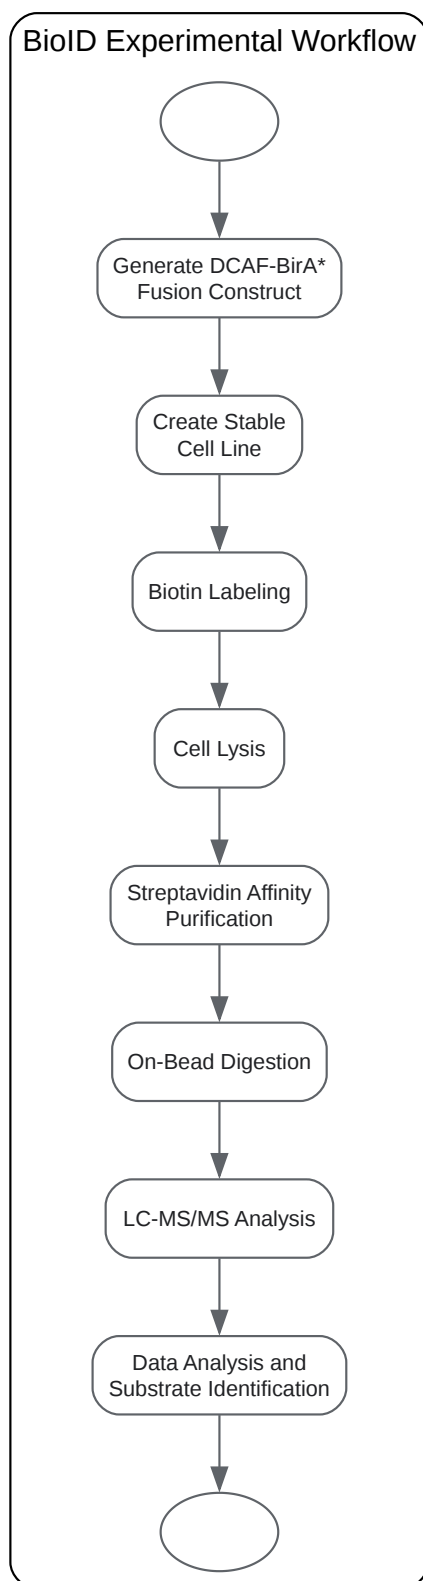 BioID Experimental Workflow
Generate DCAF-BirA*
Fusion Construct
Create Stable
Cell Line
Biotin Labeling
Cell Lysis
Streptavidin Affinity
Purification
On-Bead Digestion
LC-MS/MS Analysis
Data Analysis and
Substrate Identification